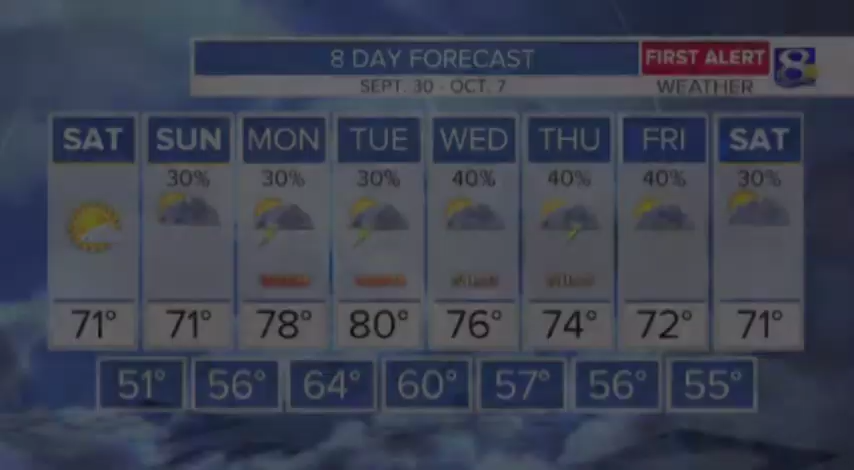 8 DAY FORECAST
FIRST ALERT
8
SEPT. 30 - OCT. 7
WEATHER
SAT SUN MON TUE WED THU FRI SAT
30% 30% 30% 40% 40% 40% 30%
71° 71° 78° 80° 76° 74° 72° 71°
51° 56° 64° 60° 57° 56° 55°